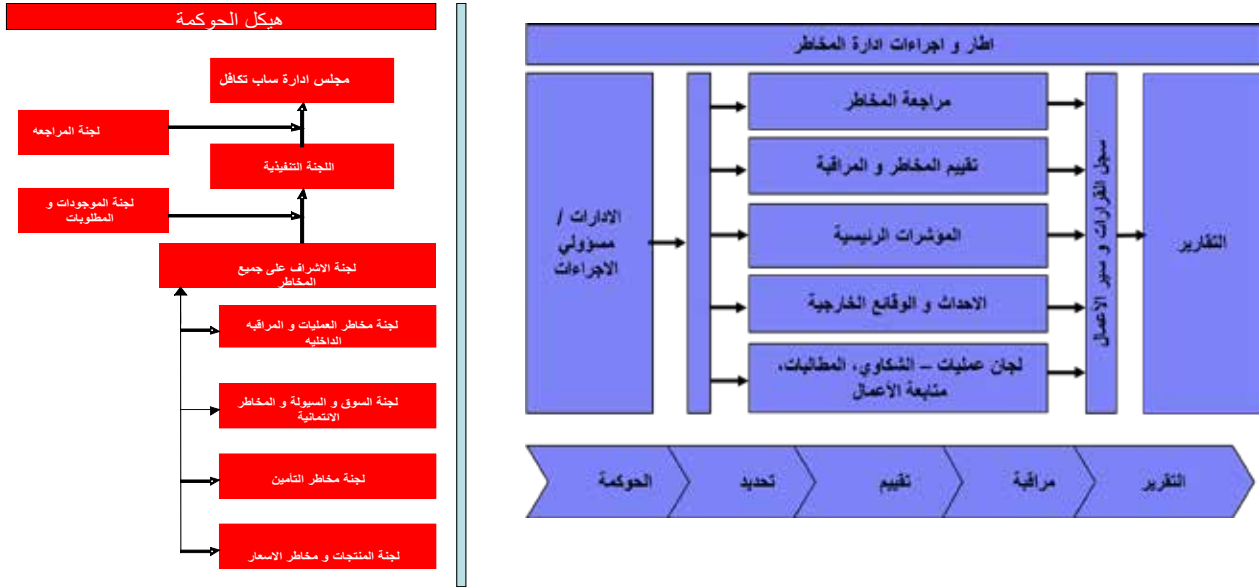 هيكل الحوكمة
مجلس ادارة ساب تكافل
لجنة المراجعه
اللجنة التنفيذية
لجنة الموجودات و
المطلوبات
لجنة الاشراف على جميع
المخاطر
لجنة مخاطر العمليات و المراقبه
الداخليه
لجنة السوق و السيولة و المخاطر
الائتمانية
لجنة مخاطر التأمين
لجنة المنتجات و مخاطر الاسعار
اطار و اجراءات ادارة المخاطر
الادارات /
مسؤولي
الاجراءات
مراجعة المخاطر
تقييم المخاطر و المراقبة
المؤشرات الرئيسية
الاحداث و الوقائع الخارجية
لجان عمليات – الشكاوي، المطالبات،
متابعة الأعمال
سجل القرارات و سير الأعمال
التقارير
الحوكمة
تحديد
تقييم
مراقبة
التقرير